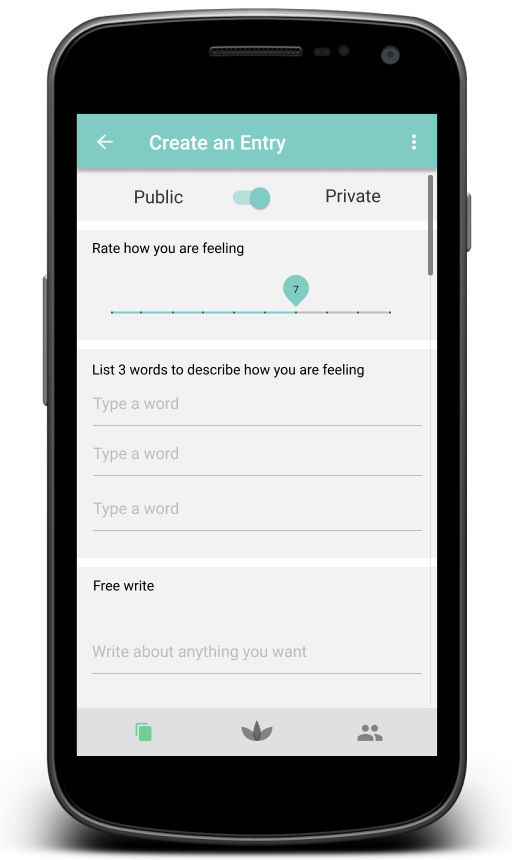 Create an Entry
Public Private
Rate how you are feeling
7
List 3 words to describe how you are feeling
Type a word
Type a word
Type a word
Free write
Write about anything you want